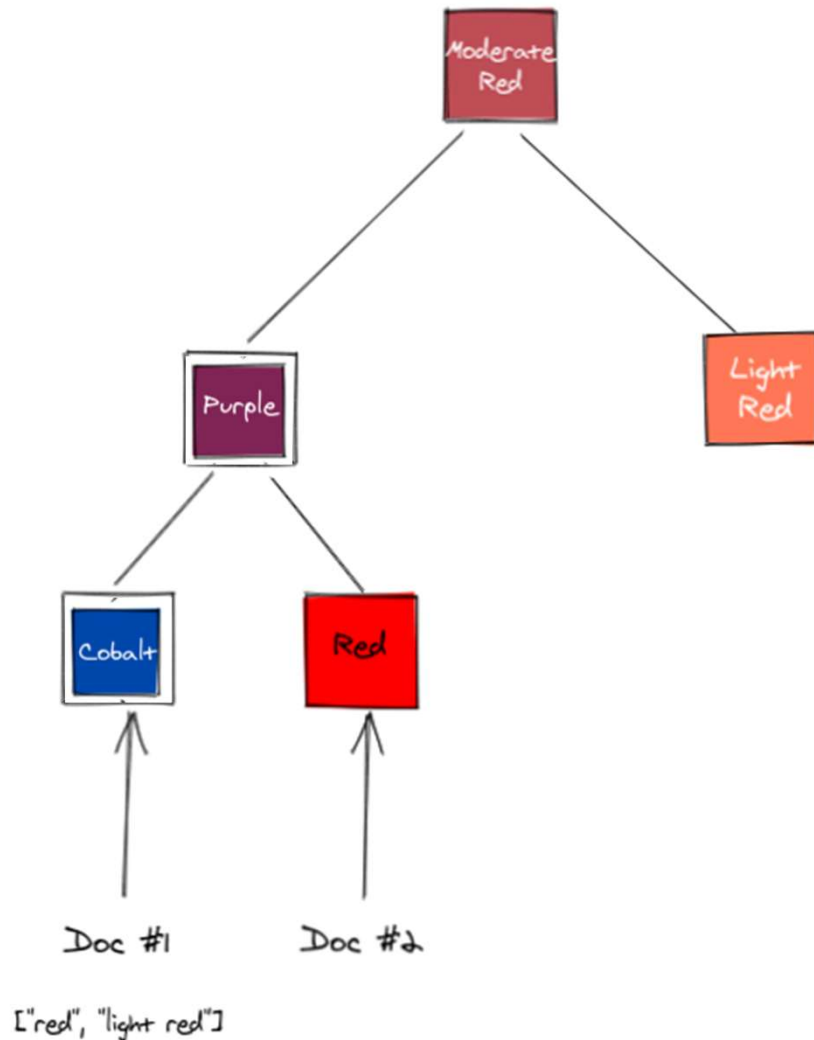 Moderate
Red
Purple
Light
Red
Cobalt
Red
Doc #1
Doc #2
["red", "light red"]